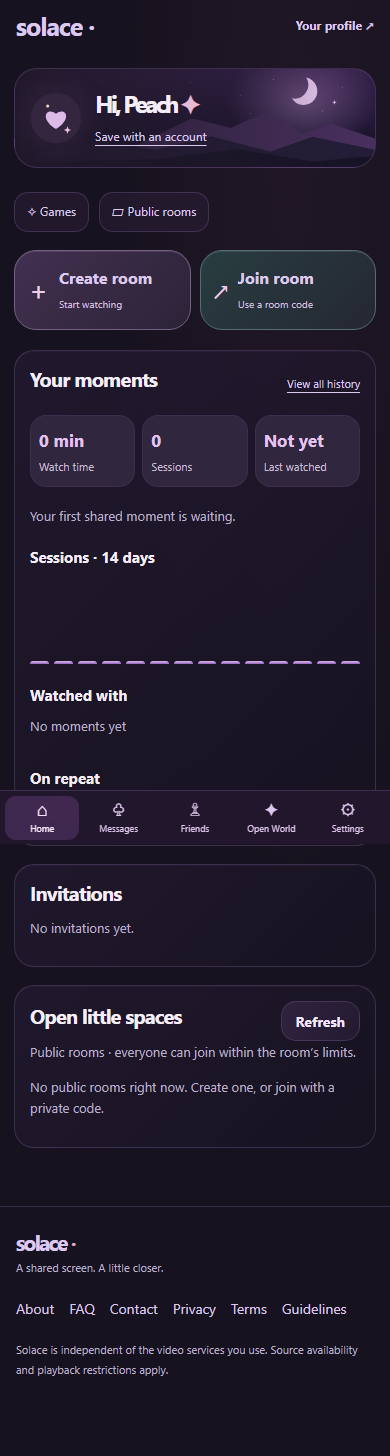 solace ·
Your profile ↗
Hi, Peach
Save with an account
Games
Public rooms
Create room
Start watching
Join room
Use a room code
Your moments
View all history
0 min
Watch time
0
Sessions
Not yet
Last watched
Your first shared moment is waiting.
Sessions · 14 days
Watched with
No moments yet
On repeat
Home
Messages
Friends
Open World
Settings
Invitations
No invitations yet.
Open little spaces
Refresh
Public rooms · everyone can join within the room's limits.
No public rooms right now. Create one, or join with a
private code.
solace ·
A shared screen. A little closer.
About FAQ Contact Privacy Terms Guidelines
Solace is independent of the video services you use. Source availability
and playback restrictions apply.